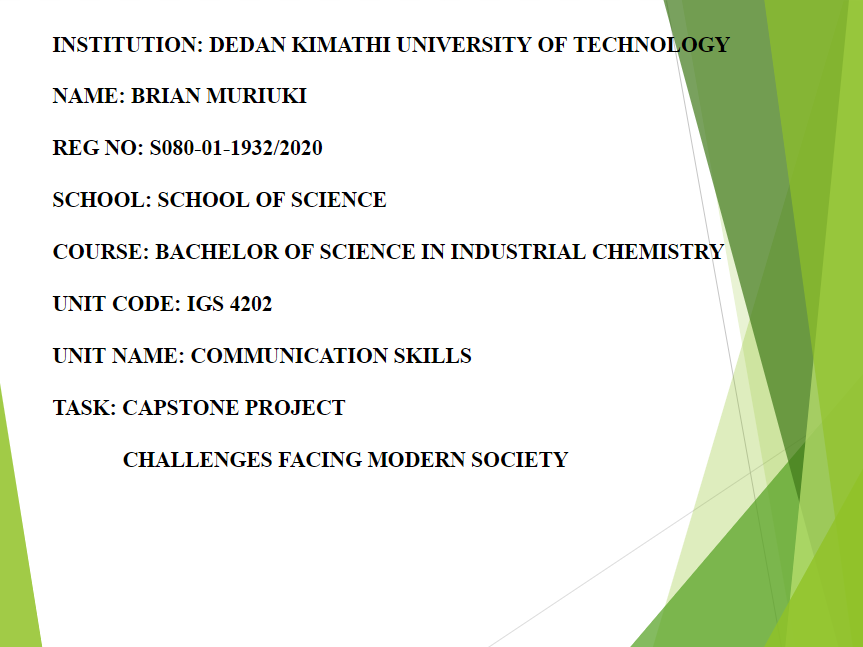 INSTITUTION: DEDAN KIMATHI UNIVERSITY OF TECHNOLOGY
NAME: BRIAN MURIUKI
REG NO: S080-01-1932/2020
SCHOOL: SCHOOL OF SCIENCE
COURSE: BACHELOR OF SCIENCE IN INDUSTRIAL CHEMISTRY
UNIT CODE: IGS 4202
UNIT NAME: COMMUNICATION SKILLS
TASK: CAPSTONE PROJECT
CHALLENGES FACING MODERN SOCIETY